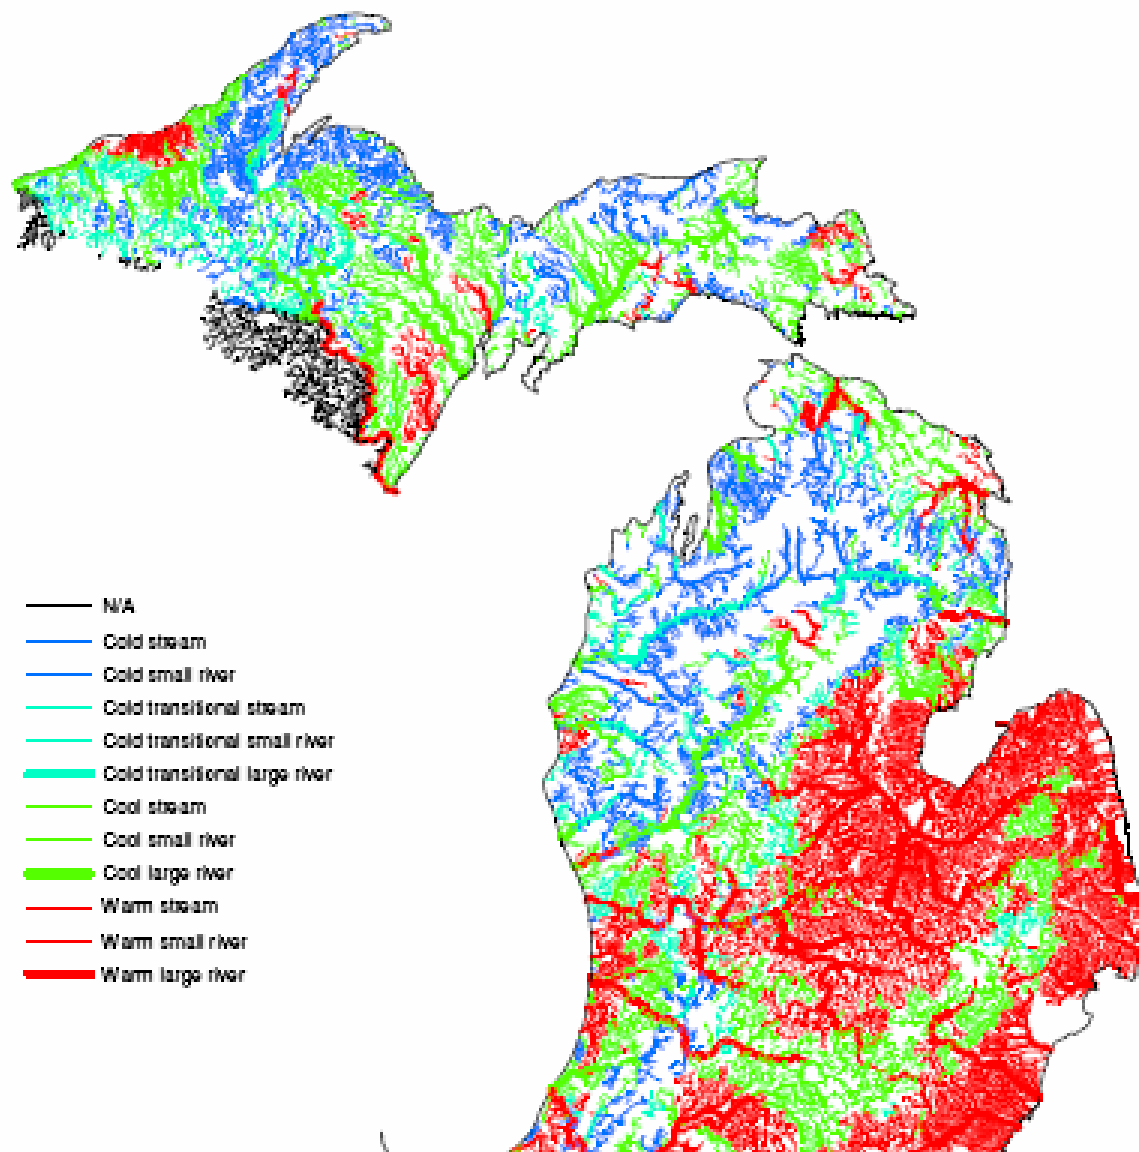 N/A
Cold stream
Cold small river
Cold transitional stream
Cold transitional small river
Cold transitional large river
Cool stream
Cool small river
Cool large river
Warm stream
Warm small river
Warm large river